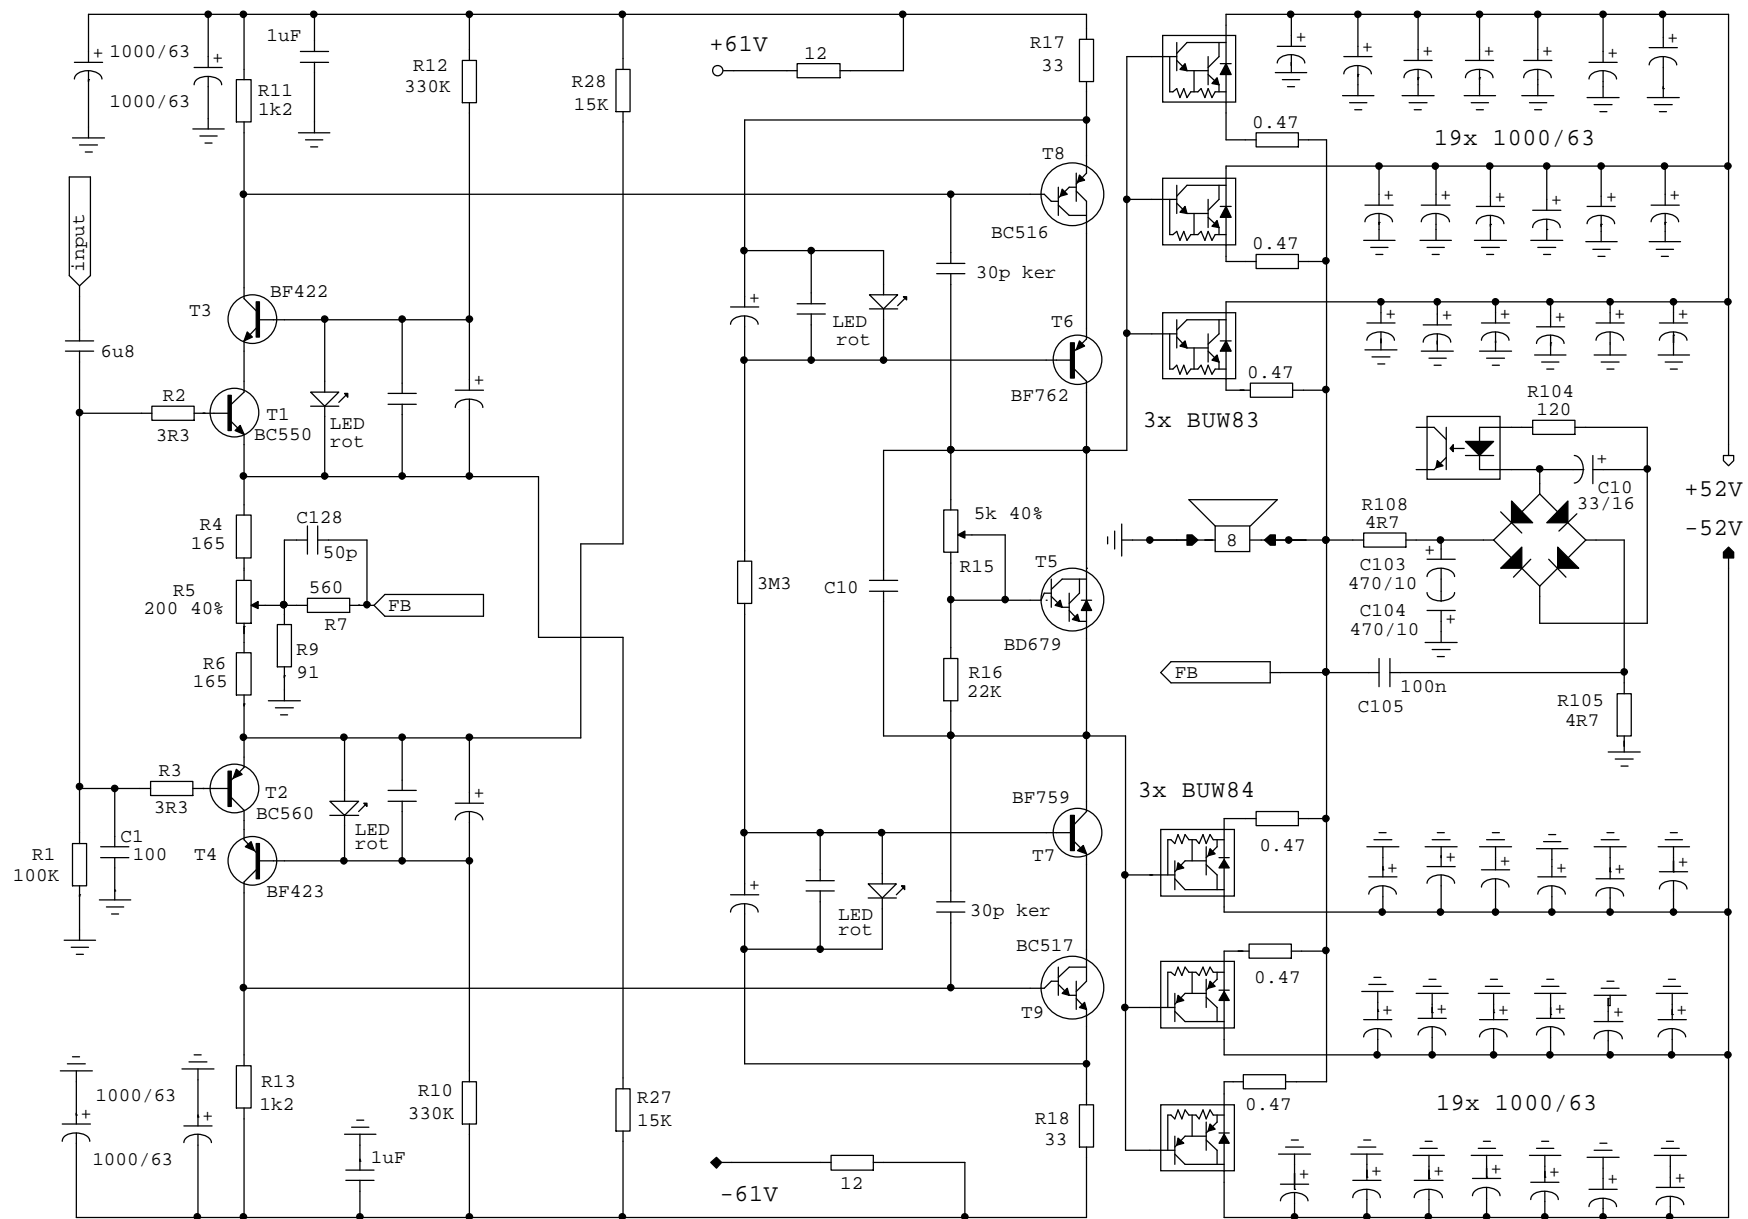 1000/63
1000/63
1uF
R11
1k2
R12
330K
R28
15K
+61V
12
R17
33
T8
BC516
30p ker
0.47
19x 1000/63
0.47
0.47
3x BUW83
input
6u8
T3
BF422
R2
3R3
T1
BC550
LED
rot
LED
rot
T6
BF762
R104
120
C10
33/16
+52V
-52V
R4
165
C128
50p
R5
200 40%
560
R7
FB
R9
91
R6
165
3M3
C10
5k 40%
R15
T5
BD679
R16
22K
8
R108
4R7
C103
470/10
C104
470/10
FB
100n
C105
R105
4R7
R3
3R3
T2
BC560
T4
BF423
R1
100K
C1
100
LED
rot
BF759
T7
LED
rot
30p ker
BC517
T9
3x BUW84
0.47
0.47
0.47
19x 1000/63
1000/63
1000/63
R13
1k2
1uF
R10
330K
R27
15K
-61V
12
R18
33